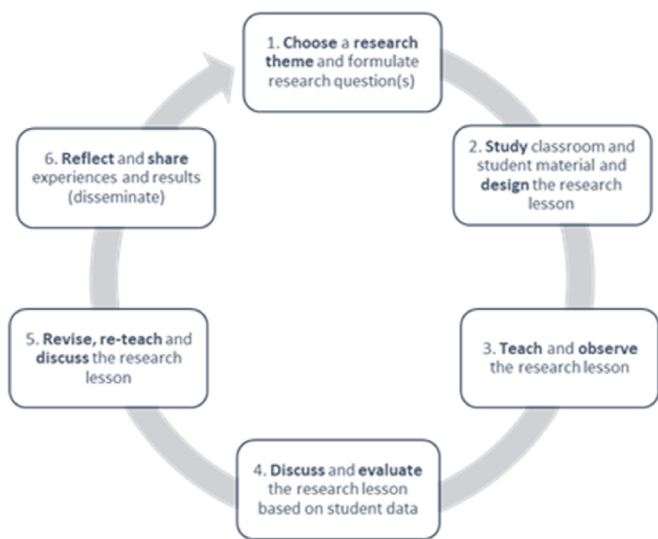 1. Choose a research
theme and formulate
research question(s)
2. Study classroom and
student material and
design the research
lesson
3. Teach and observe
the research lesson
4. Discuss and evaluate
the research lesson
based on student data
5. Revise, re-teach and
discuss the research
lesson
6. Reflect and share
experiences and results
(disseminate)